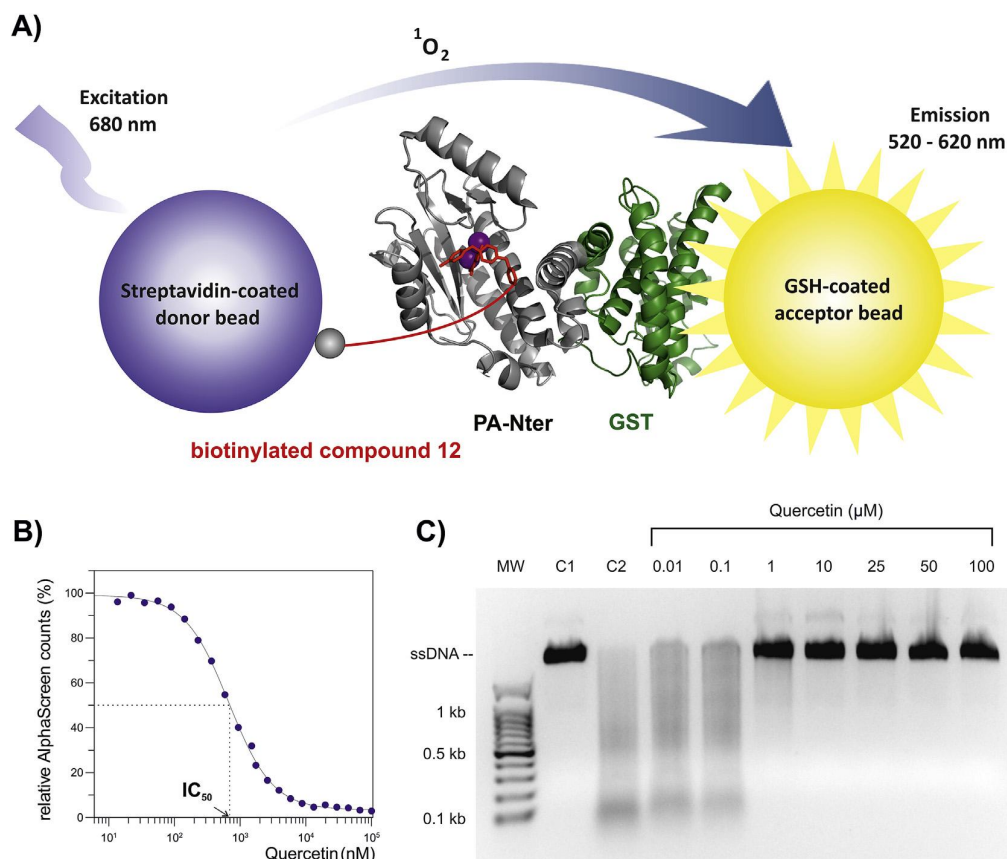 A)
¹O₂
Excitation
680 nm
Emission
520 - 620 nm
Streptavidin-coated
donor bead
GSH-coated
acceptor bead
PA-Nter
GST
biotinylated compound 12
B)
relative AlphaScreen counts (%)
100
80
60
40
20
0
IC₅₀
10¹ 10² 10³ 10⁴ 10⁵
Quercetin (nM)
C)
Quercetin (µM)
MW C1 C2 0.01 0.1 1 10 25 50 100
ssDNA --
1 kb
0.5 kb
0.1 kb